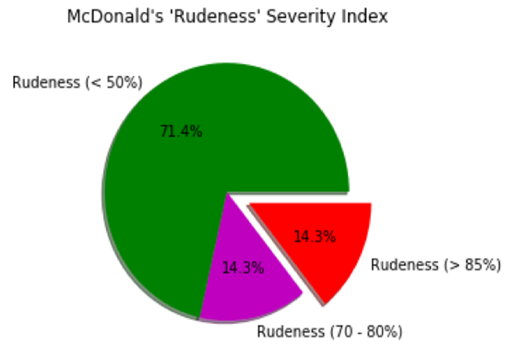 McDonald's 'Rudeness' Severity Index
Rudeness (< 50%)
71.4%
14.3%
14.3%
Rudeness (> 85%)
Rudeness (70 - 80%)